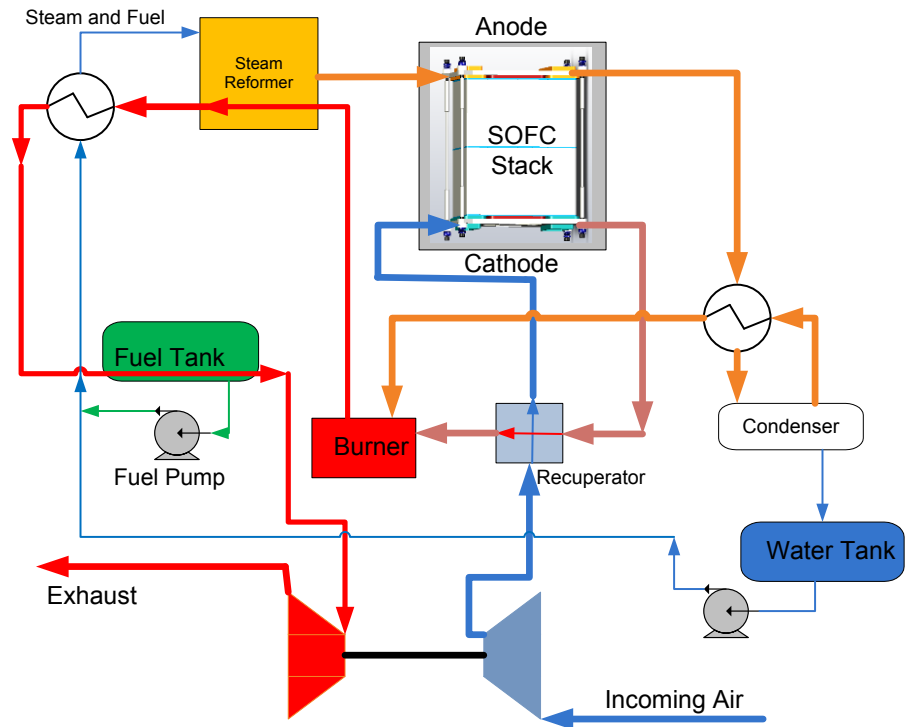 Steam and Fuel
Anode
Steam
Reformer
SOFC
Stack
Cathode
Fuel Tank
Burner
Condenser
Fuel Pump
Recuperator
Water Tank
Exhaust
Incoming Air